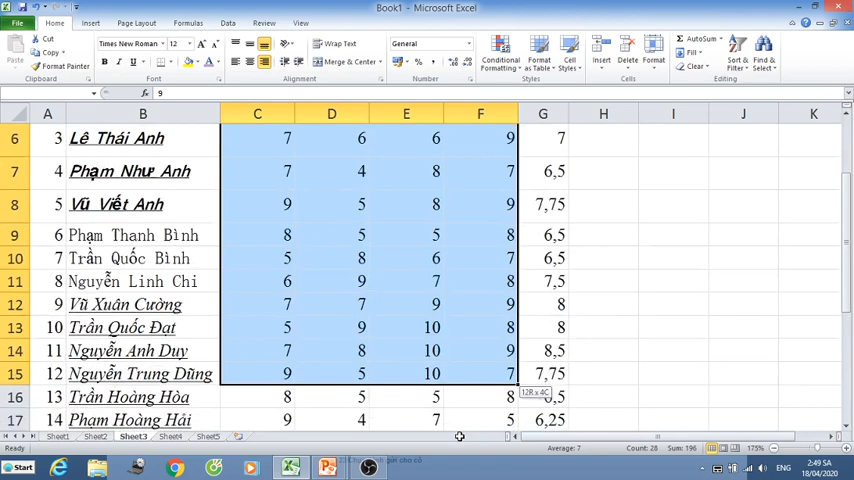 Book1 - Microsoft Excel
File Home Insert Page Layout Formulas Data Review View
Cut
Copy
Format Painter
Paste
Clipboard
Times New Roman 12
B I U
Font
Wrap Text
Merge & Center
Alignment
General
$ % ,
Number
Conditional Formatting
Format as Table
Cell Styles
Styles
Insert Delete Format
Cells
AutoSum
Fill
Clear
Sort & Filter
Find & Select
Editing
fx 9
A B C D E F G H I J K
6 3 Lê Thái Anh 7 6 6 9 7
7 4 Phạm Như Anh 7 4 8 7 6,5
8 5 Vũ Viết Anh 9 5 8 9 7,75
9 6 Phạm Thanh Bình 8 5 5 8 6,5
10 7 Trần Quốc Bình 5 8 6 7 6,5
11 8 Nguyễn Linh Chi 6 9 7 8 7,5
12 9 Vũ Xuân Cường 7 7 9 9 8
13 10 Trần Quốc Đạt 5 9 10 8 8
14 11 Nguyễn Anh Duy 7 8 10 9 8,5
15 12 Nguyễn Trung Dũng 9 5 10 7 7,75
12R x 4C
16 13 Trần Hoàng Hòa 8 5 5 8 6,5
17 14 Phạm Hoàng Hải 9 4 7 5 6,25
Sheet1 Sheet2 Sheet3 Sheet4 Sheet5
Ready Average: 7 Count: 28 Sum: 196 175%
Start
gửi cho cô
ENG
2:49 SA
18/04/2020